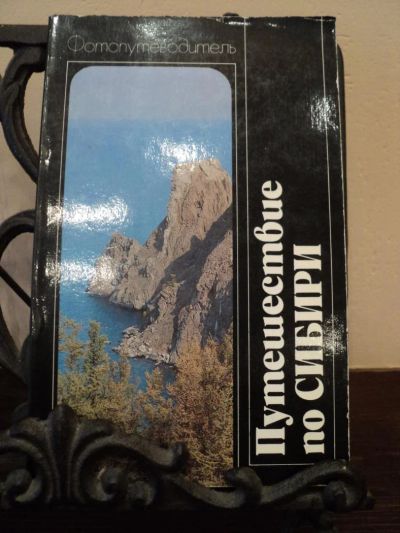 Фотопутеводитель
Путешествие
по СИБИРИ